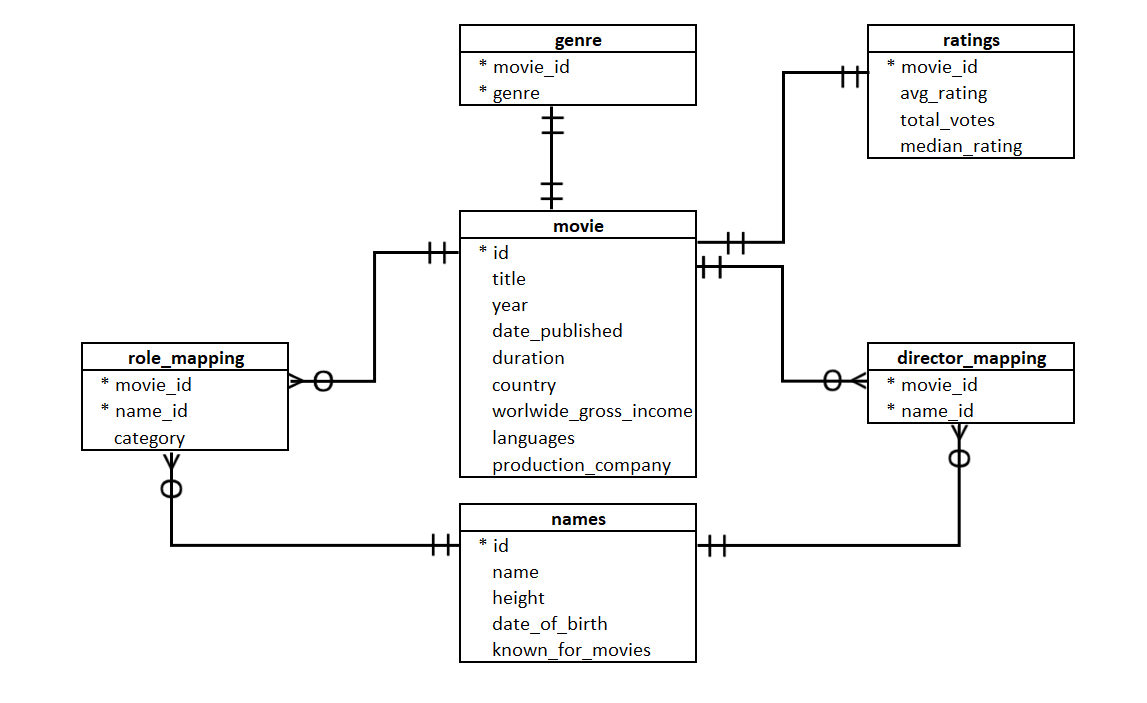 genre
* movie_id
* genre
ratings
* movie_id
avg_rating
total_votes
median_rating
movie
* id
title
year
date_published
duration
country
worlwide_gross_income
languages
production_company
role_mapping
* movie_id
* name_id
category
director_mapping
* movie_id
* name_id
names
* id
name
height
date_of_birth
known_for_movies